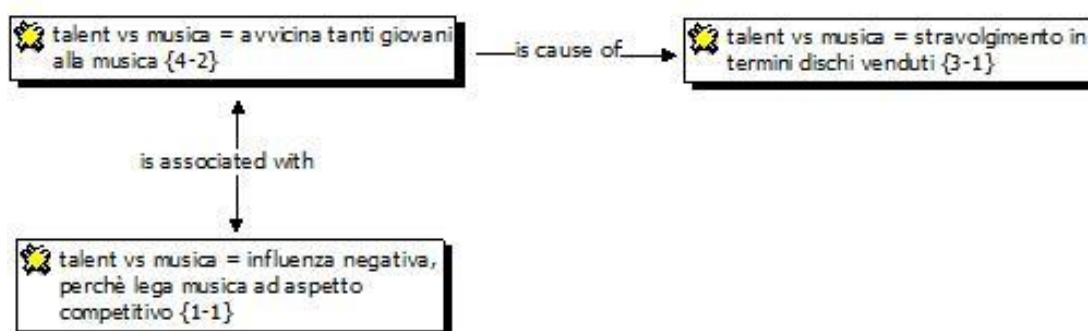 talent vs musica = avvicina tanti giovani
alla musica {4-2}
is cause of
talent vs musica = stravolgimento in
termini dischi venduti {3-1}
is associated with
talent vs musica = influenza negativa,
perchè lega musica ad aspetto
competitivo {1-1}